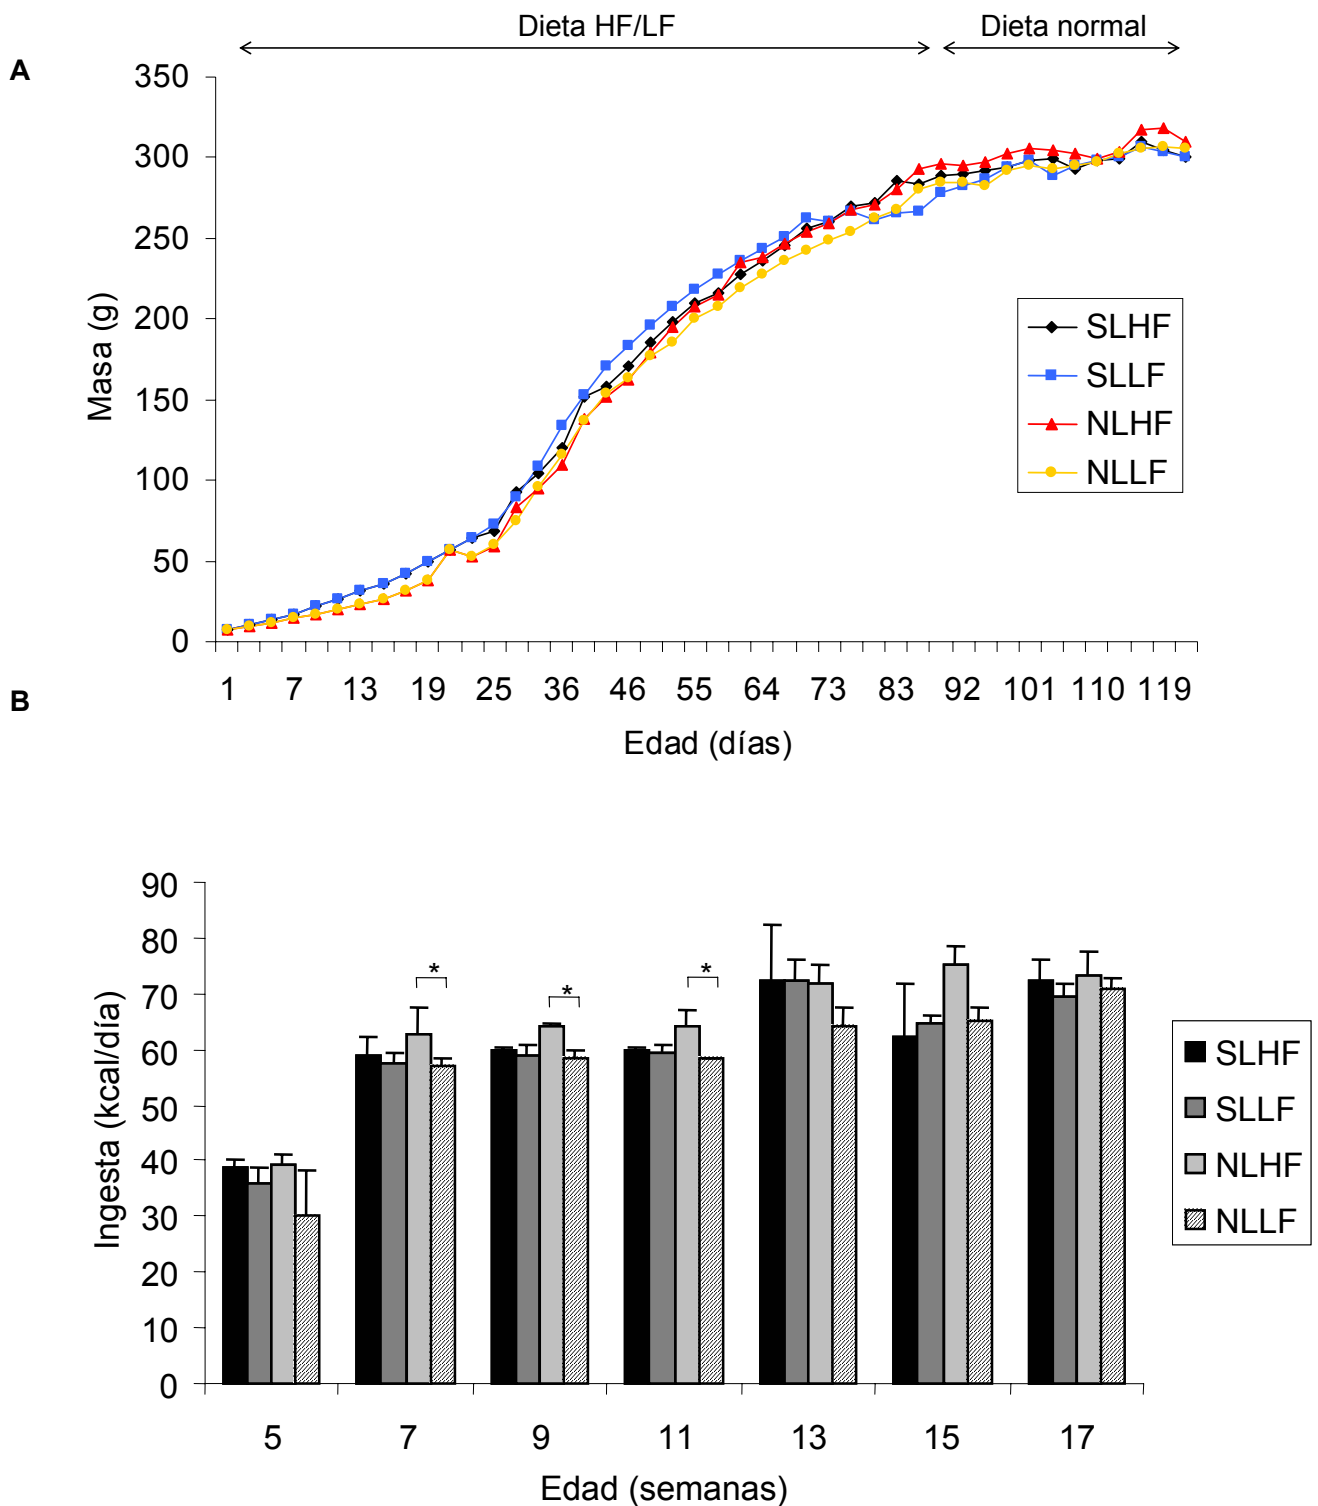 Dieta HF/LF Dieta normal
A
350
300
250
200
150
100
50
0
Masa (g)
SLHF
SLLF
NLHF
NLLF
1 7 13 19 25 36 46 55 64 73 83 92 101 110 119
Edad (días)
B
90
80
70
60
50
40
30
20
10
0
Ingesta (kcal/día)
* * *
SLHF
SLLF
NLHF
NLLF
5 7 9 11 13 15 17
Edad (semanas)